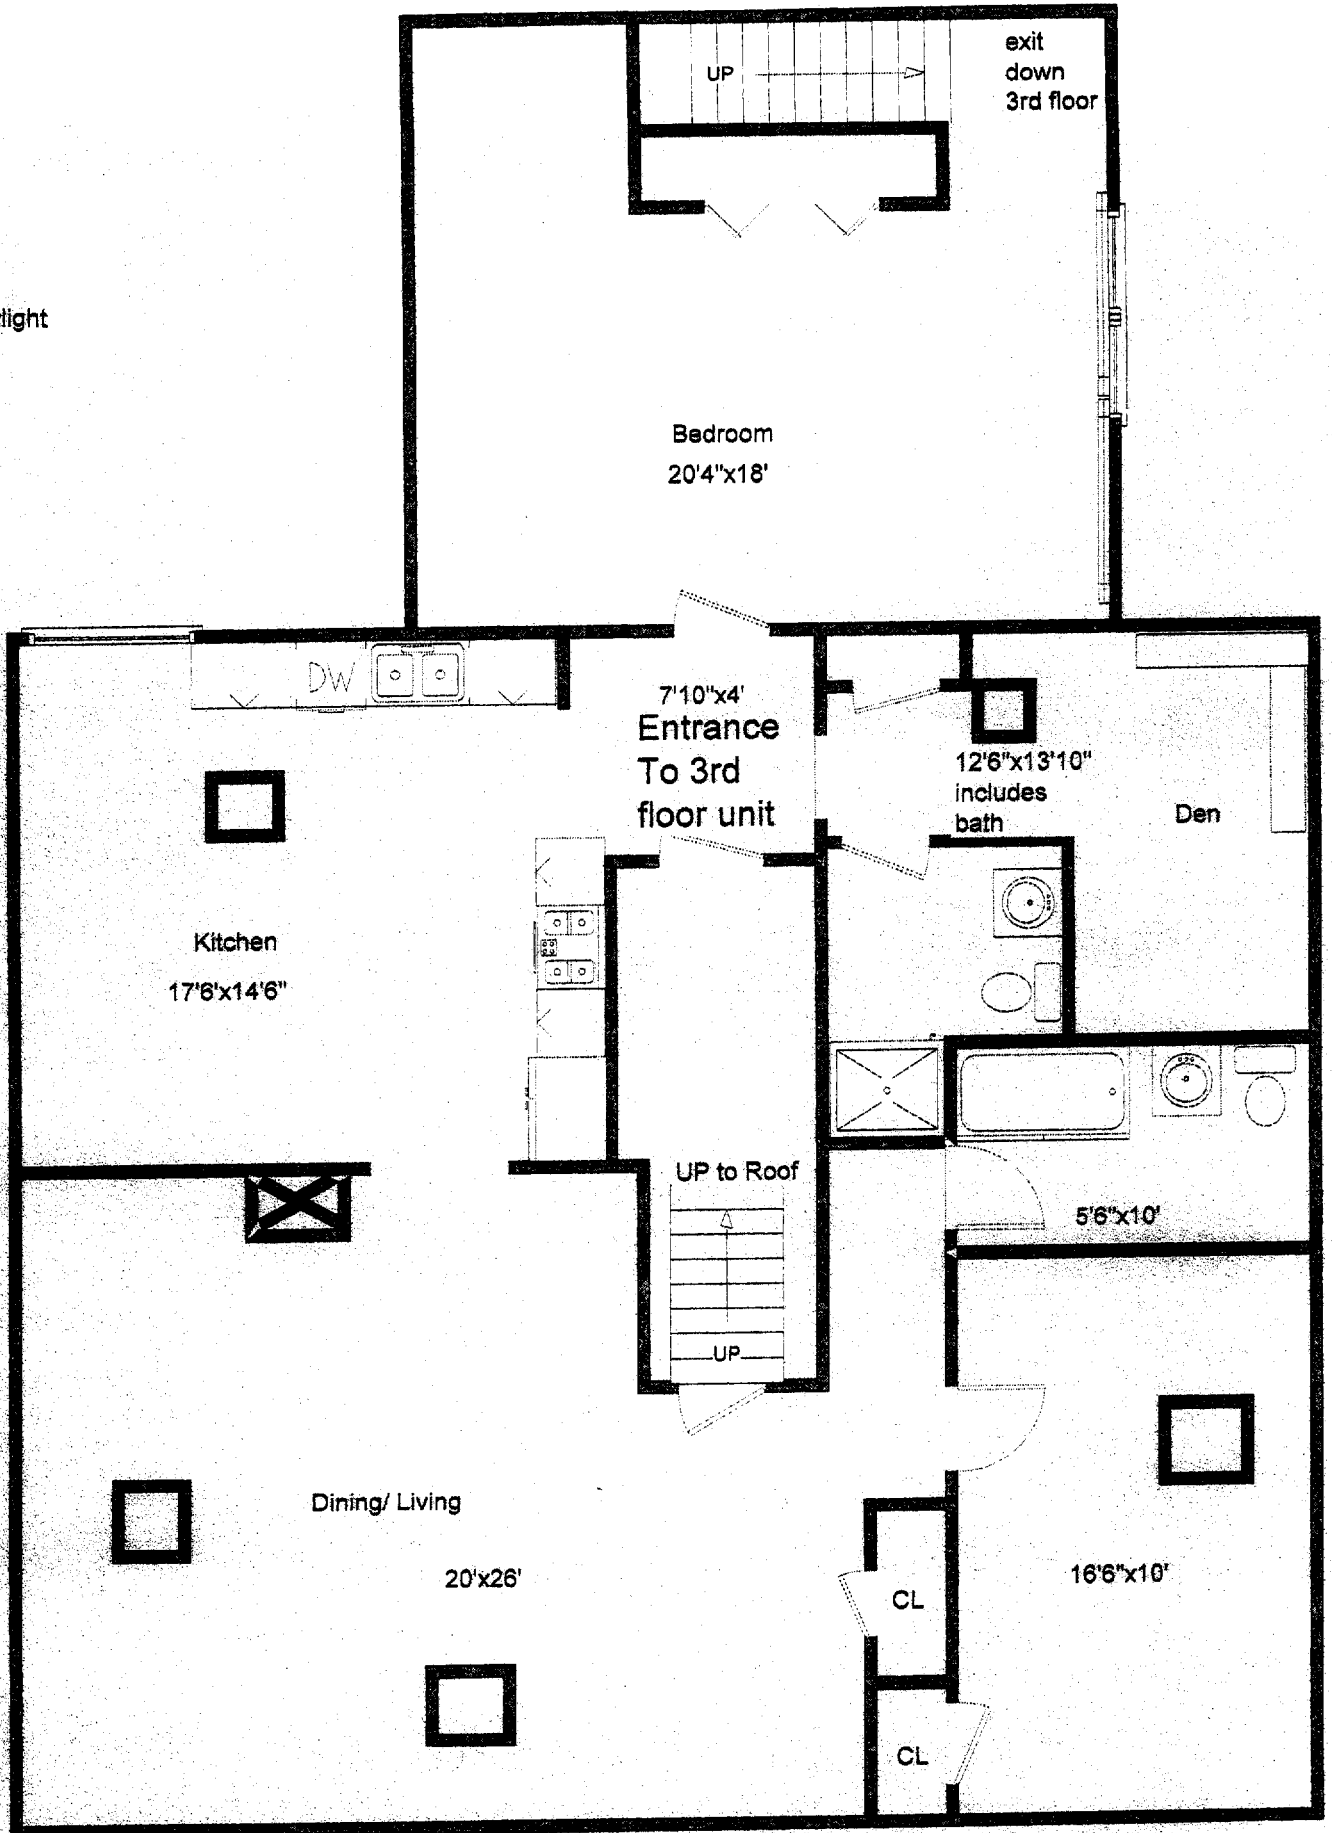 UP
exit
down
3rd floor
light
Bedroom
20'4"x18'
DW
7'10"x4'
Entrance
To 3rd
floor unit
12'6"x13'10"
includes
bath
Den
Kitchen
17'6'x14'6"
UP to Roof
5'6"x10'
UP
Dining/ Living
20'x26'
16'6"x10'
CL
CL